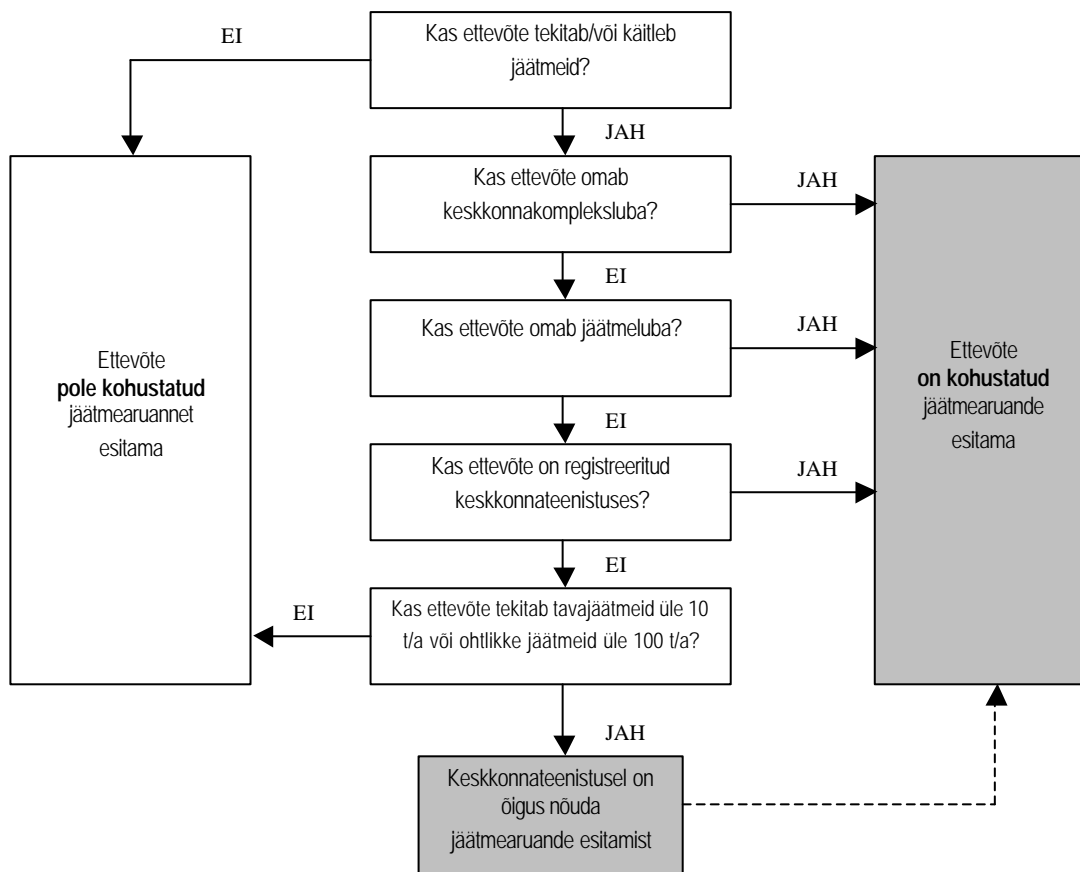 EI
Kas ettevõte tekitab/või käitleb
jäätmeid?
JAH
Kas ettevõte omab
keskkonnakompleksluba?
JAH
EI
Kas ettevõte omab jäätmeluba?
JAH
Ettevõte
pole kohustatud
jäätmearuannet
esitama
Ettevõte
on kohustatud
jäätmearuande
esitama
EI
Kas ettevõte on registreeritud
keskkonnateenistuses?
JAH
EI
Kas ettevõte tekitab tavajäätmeid üle 10
t/a või ohtlikke jäätmeid üle 100 t/a?
EI
JAH
Keskkonnateenistusel on
õigus nõuda
jäätmearuande esitamist